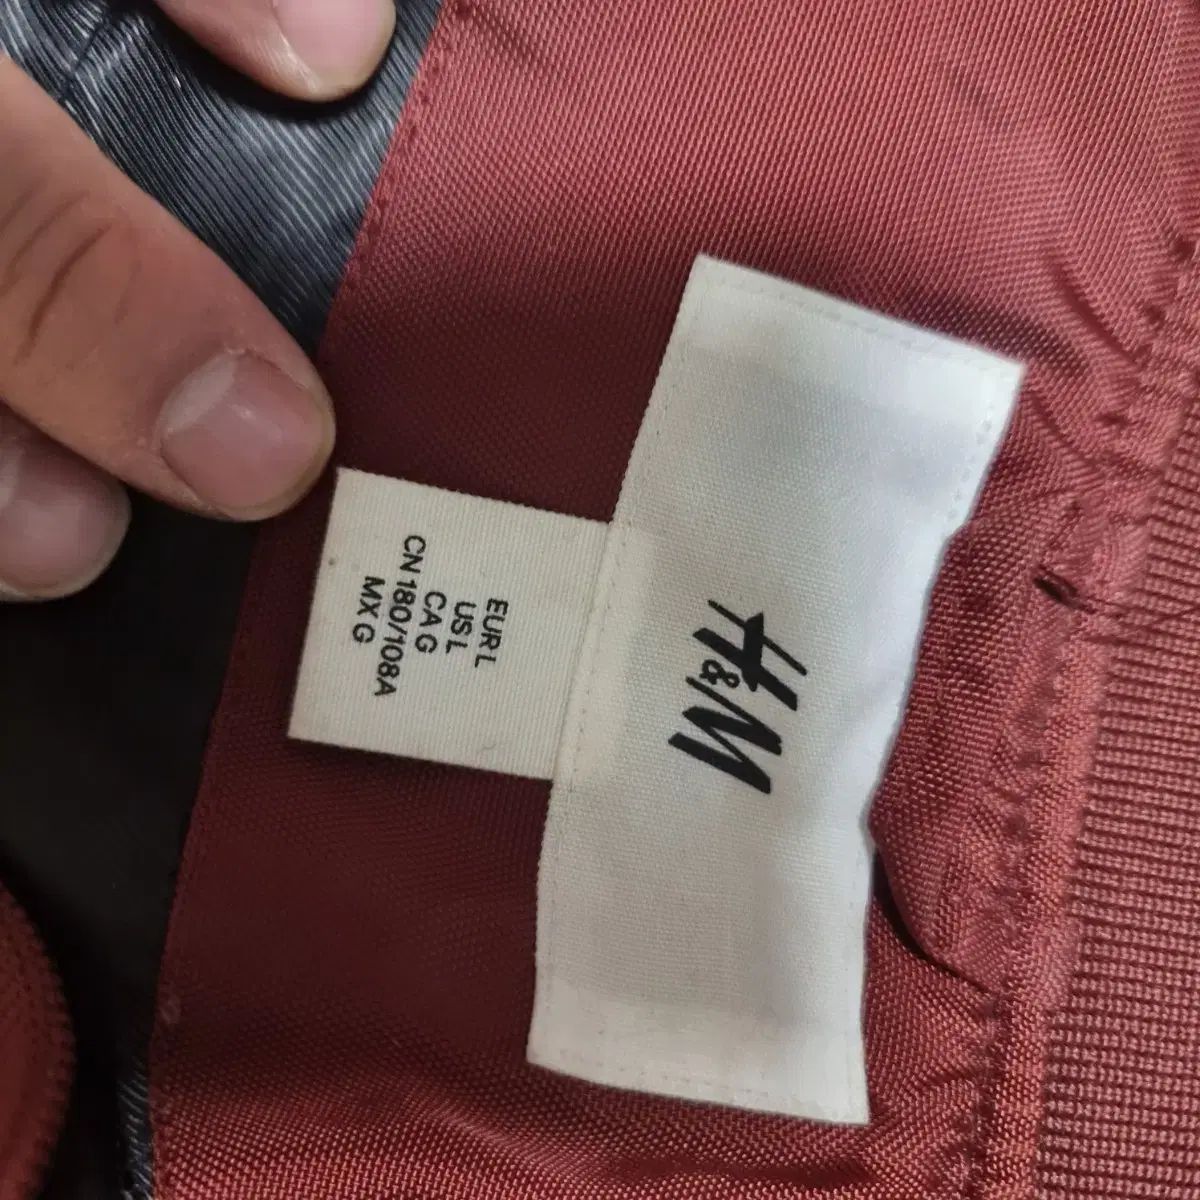 H&M
EUR L
US L
CA G
CN 180/108A
MX G